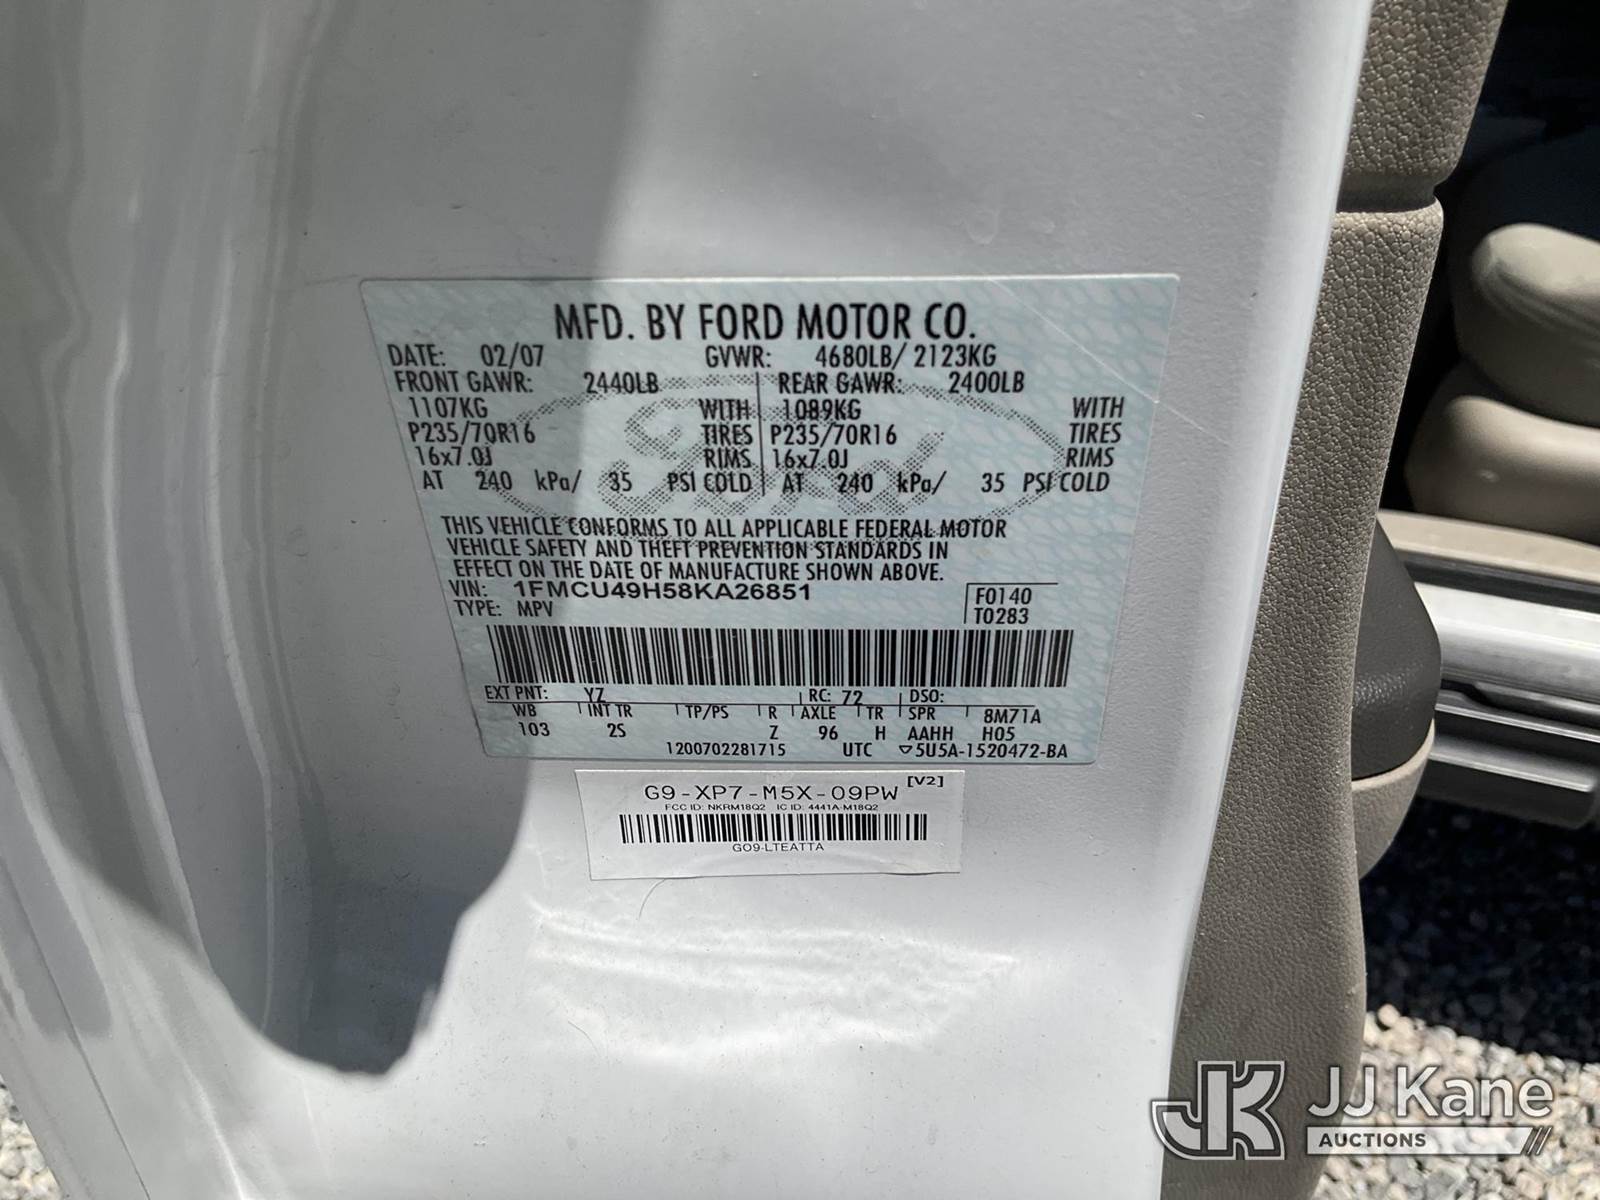 MFD. BY FORD MOTOR CO.
DATE: 02/07 GVWR: 4680LB/ 2123KG
FRONT GAWR: 2440LB REAR GAWR: 2400LB
1107KG WITH 1089KG WITH
P235/70R16 TIRES P235/70R16 TIRES
16x7.0J RIMS 16x7.0J RIMS
AT 240 kPa/ 35 PSI COLD AT 240 kPa/ 35 PSI COLD
Ford
THIS VEHICLE CONFORMS TO ALL APPLICABLE FEDERAL MOTOR
VEHICLE SAFETY AND THEFT PREVENTION STANDARDS IN
EFFECT ON THE DATE OF MANUFACTURE SHOWN ABOVE.
VIN: 1FMCU49H58KA26851 F0140
TYPE: MPV T0283
EXT PNT: YZ RC: 72 DSO:
WB INT TR TP/PS R AXLE TR SPR 8M71A
103 2S Z 96 H AAHH H05
1200702281715 UTC ▽5U5A-1520472-BA
G9-XP7-M5X-09PW [V2]
FCC ID: NKRM18Q2 IC ID: 4441A-M18Q2
GO9-LTEATTA
JK JJ Kane
AUCTIONS